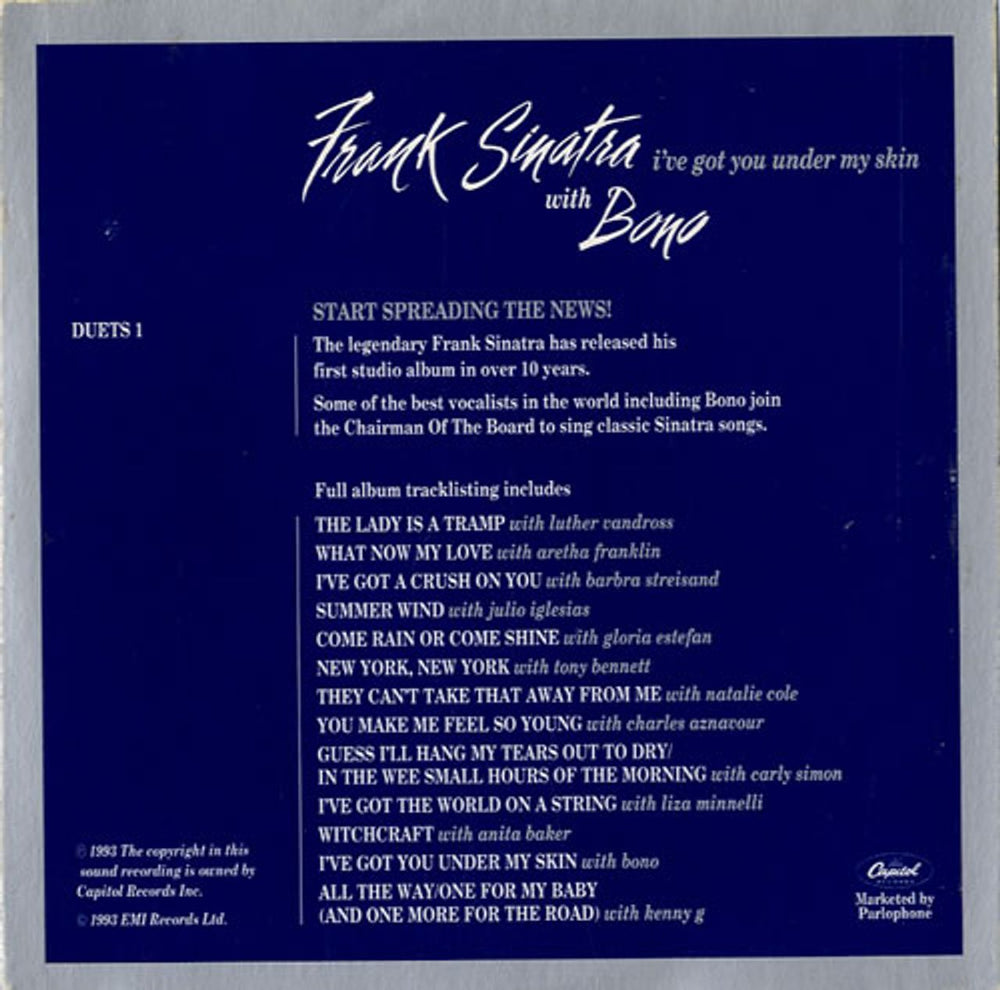 Frank Sinatra i've got you under my skin
with Bono
DUETS 1
START SPREADING THE NEWS!
The legendary Frank Sinatra has released his
first studio album in over 10 years.
Some of the best vocalists in the world including Bono join
the Chairman Of The Board to sing classic Sinatra songs.
Full album tracklisting includes
THE LADY IS A TRAMP with luther vandross
WHAT NOW MY LOVE with aretha franklin
I'VE GOT A CRUSH ON YOU with barbra streisand
SUMMER WIND with julio iglesias
COME RAIN OR COME SHINE with gloria estefan
NEW YORK, NEW YORK with tony bennett
THEY CAN'T TAKE THAT AWAY FROM ME with natalie cole
YOU MAKE ME FEEL SO YOUNG with charles aznavour
GUESS I'LL HANG MY TEARS OUT TO DRY/
IN THE WEE SMALL HOURS OF THE MORNING with carly simon
I'VE GOT THE WORLD ON A STRING with liza minnelli
WITCHCRAFT with anita baker
I'VE GOT YOU UNDER MY SKIN with bono
ALL THE WAY/ONE FOR MY BABY
(AND ONE MORE FOR THE ROAD) with kenny g
℗ 1993 The copyright in this
sound recording is owned by
Capitol Records Inc.
© 1993 EMI Records Ltd.
Capitol
RECORDS
Marketed by
Parlophone